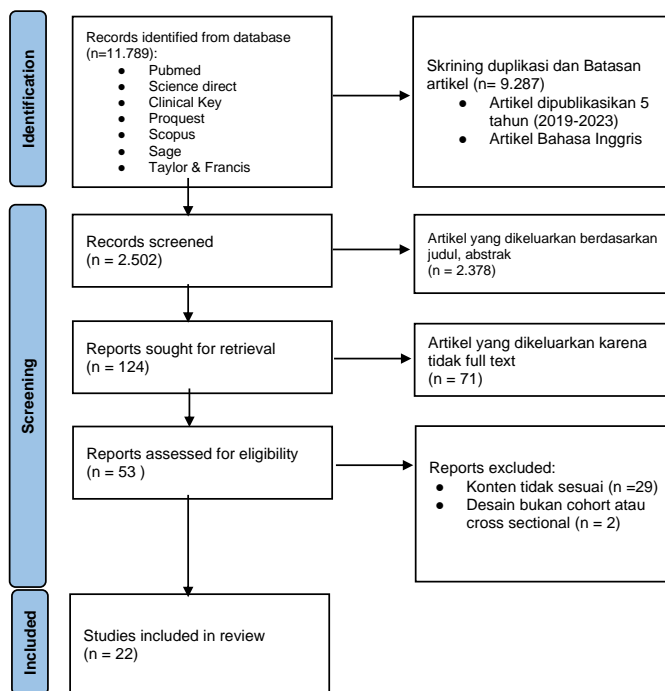 Identification
Records identified from database
(n=11.789):
● Pubmed
● Science direct
● Clinical Key
● Proquest
● Scopus
● Sage
● Taylor & Francis
Skrining duplikasi dan Batasan
artikel (n= 9.287)
● Artikel dipublikasikan 5
tahun (2019-2023)
● Artikel Bahasa Inggris
Screening
Records screened
(n = 2.502)
Artikel yang dikeluarkan berdasarkan
judul, abstrak
(n = 2.378)
Reports sought for retrieval
(n = 124)
Artikel yang dikeluarkan karena
tidak full text
(n = 71)
Reports assessed for eligibility
(n = 53 )
Reports excluded:
● Konten tidak sesuai (n =29)
● Desain bukan cohort atau
cross sectional (n = 2)
Included
Studies included in review
(n = 22)